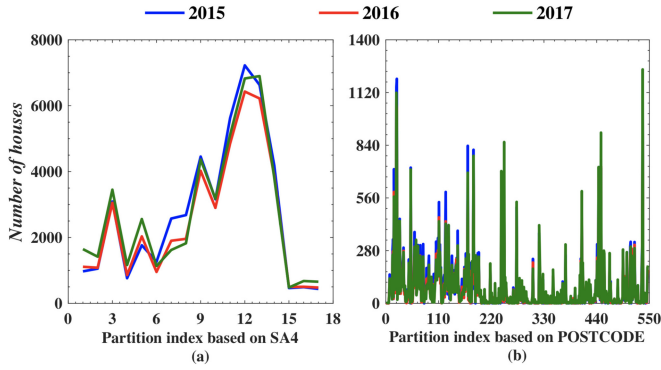 2015 2016 2017
8000
6000
4000
2000
0
Number of houses
0 3 6 9 12 15 18
Partition index based on SA4
(a)
1400
1120
840
560
280
0
0 110 220 330 440 550
Partition index based on POSTCODE
(b)